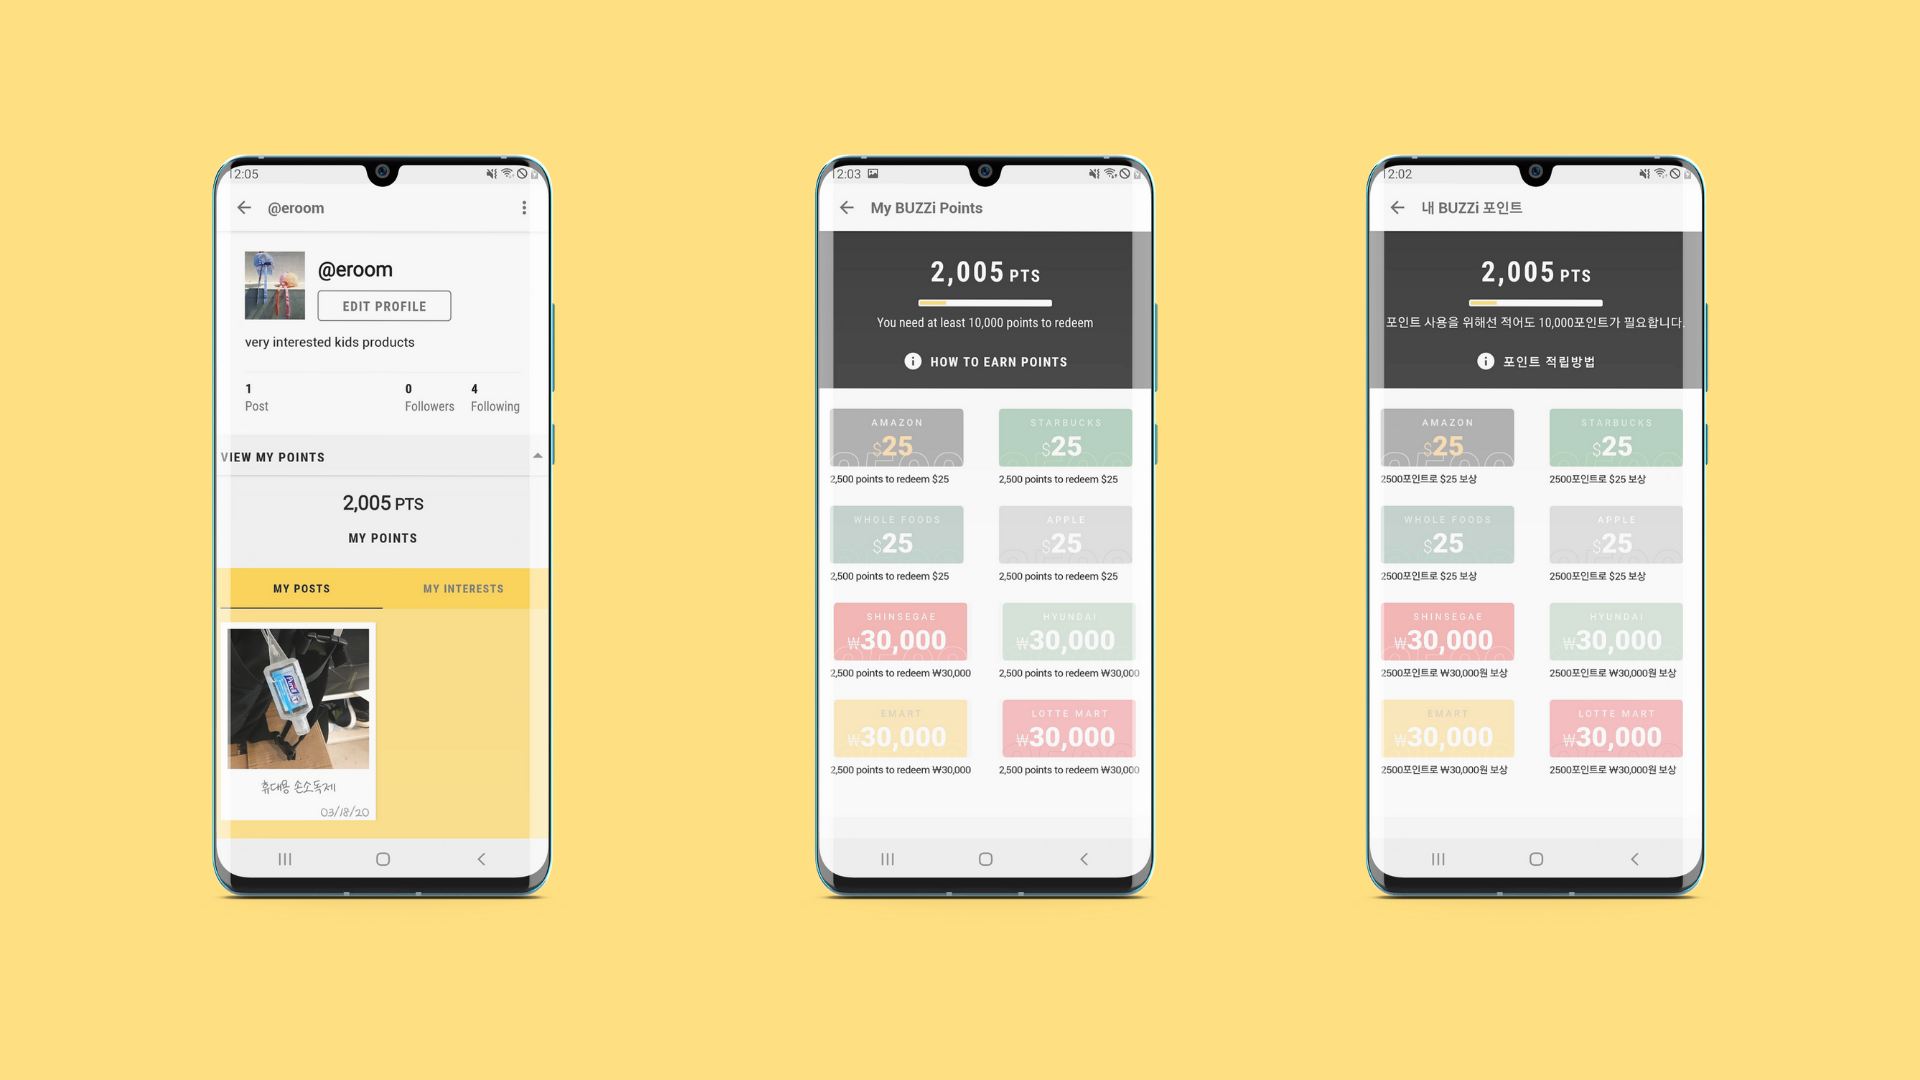 12:05
@eroom
@eroom
EDIT PROFILE
very interested kids products
1
Post
0
Followers
4
Following
VIEW MY POINTS
2,005 PTS
MY POINTS
MY POSTS
MY INTERESTS
PURELL
휴대용 손소독제
03/18/20
12:03
My BUZZi Points
2,005 PTS
You need at least 10,000 points to redeem
HOW TO EARN POINTS
AMAZON
$25
2,500 points to redeem $25
STARBUCKS
$25
2,500 points to redeem $25
WHOLE FOODS
$25
2,500 points to redeem $25
APPLE
$25
2,500 points to redeem $25
SHINSEGAE
₩30,000
2,500 points to redeem ₩30,000
HYUNDAI
₩30,000
2,500 points to redeem ₩30,000
EMART
₩30,000
2,500 points to redeem ₩30,000
LOTTE MART
₩30,000
2,500 points to redeem ₩30,000
12:02
내 BUZZi 포인트
2,005 PTS
포인트 사용을 위해선 적어도 10,000포인트가 필요합니다.
포인트 적립방법
AMAZON
$25
2500포인트로 $25 보상
STARBUCKS
$25
2500포인트로 $25 보상
WHOLE FOODS
$25
2500포인트로 $25 보상
APPLE
$25
2500포인트로 $25 보상
SHINSEGAE
₩30,000
2500포인트로 ₩30,000원 보상
HYUNDAI
₩30,000
2500포인트로 ₩30,000원 보상
EMART
₩30,000
2500포인트로 ₩30,000원 보상
LOTTE MART
₩30,000
2500포인트로 ₩30,000원 보상